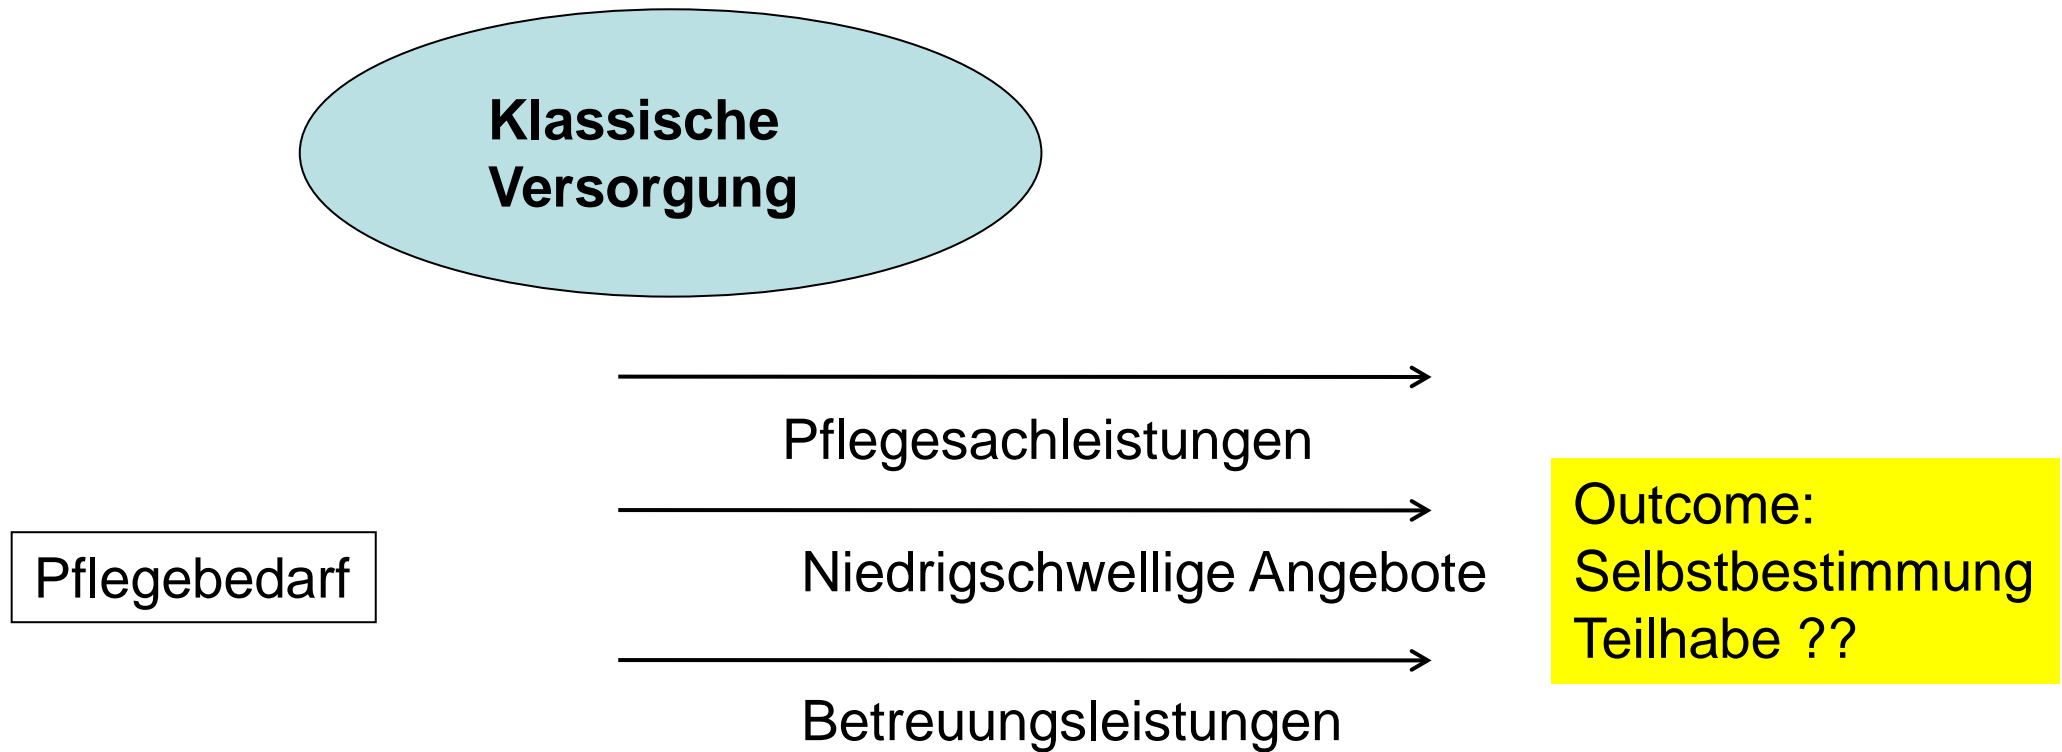 Klassische
Versorgung
Pflegesachleistungen
Niedrigschwellige Angebote
Betreuungsleistungen
Pflegebedarf
Outcome:
Selbstbestimmung
Teilhabe ??